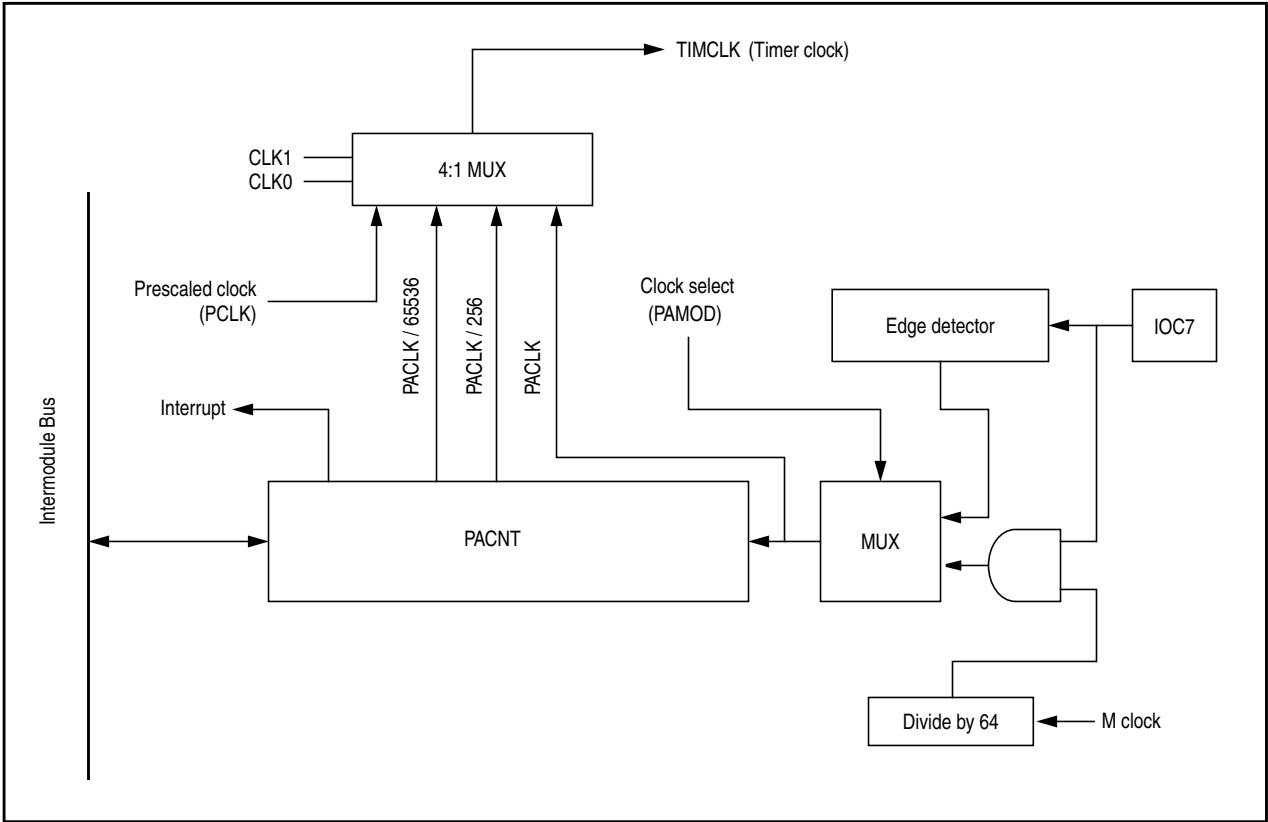 TIMCLK (Timer clock)
CLK1
CLK0
4:1 MUX
Prescaled clock
(PCLK)
PACLK / 65536
PACLK / 256
PACLK
Clock select
(PAMOD)
Edge detector
IOC7
Interrupt
Intermodule Bus
PACNT
MUX
Divide by 64
M clock